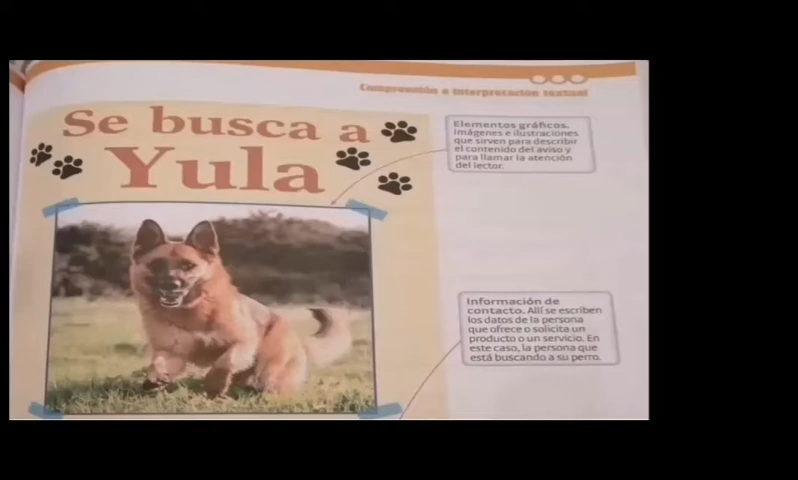 Comprensión e interpretación textual
Se busca a
Yula
Elementos gráficos.
Imágenes e ilustraciones
que sirven para describir
el contenido del aviso y
para llamar la atención
del lector.
Información de
contacto. Allí se escriben
los datos de la persona
que ofrece o solicita un
producto o un servicio. En
este caso, la persona que
está buscando a su perro.